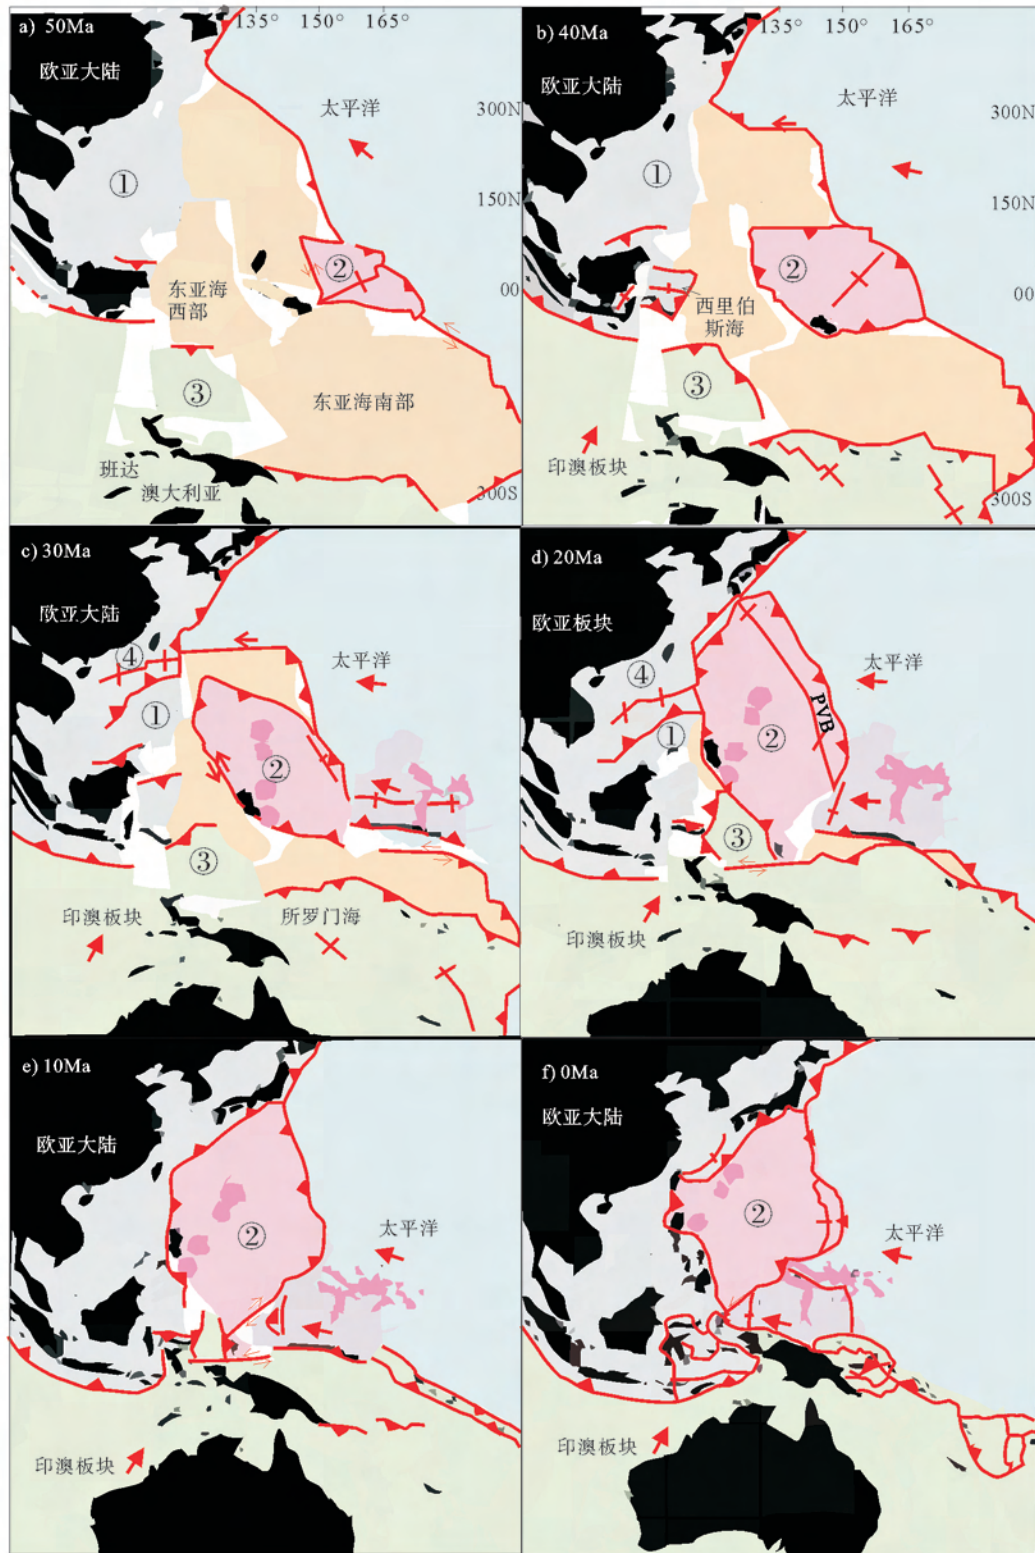 a) 50Ma
135°
150°
165°
欧亚大陆
太平洋
300N
①
150N
②
00
东亚海
西部
③
东亚海南部
班达
澳大利亚
300S
b) 40Ma
135°
150°
165°
欧亚大陆
太平洋
300N
①
150N
②
00
西里伯
斯海
③
印澳板块
300S
c) 30Ma
欧亚大陆
④
太平洋
①
②
③
印澳板块
所罗门海
d) 20Ma
欧亚板块
④
太平洋
PVB
①
②
③
印澳板块
e) 10Ma
欧亚大陆
②
太平洋
印澳板块
f) 0Ma
欧亚大陆
②
太平洋
印澳板块